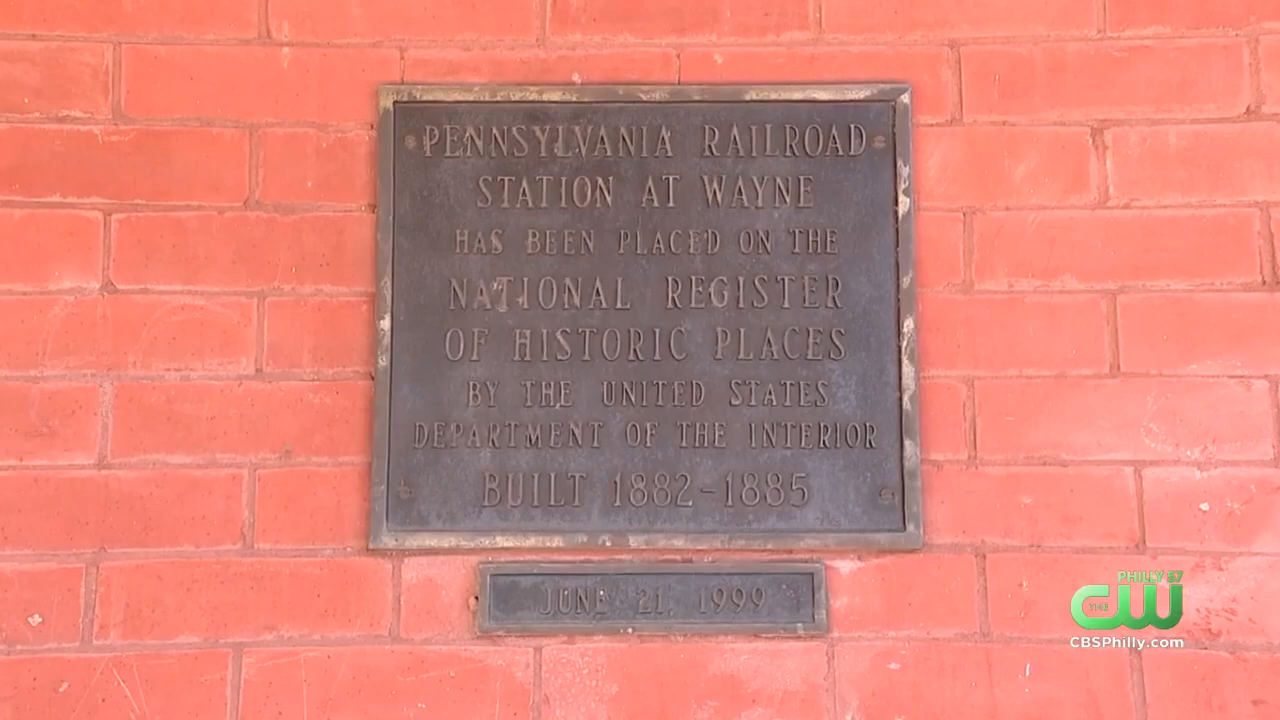 PENNSYLVANIA RAILROAD
STATION AT WAYNE
HAS BEEN PLACED ON THE
NATIONAL REGISTER
OF HISTORIC PLACES
BY THE UNITED STATES
DEPARTMENT OF THE INTERIOR
BUILT 1882-1885
JUNE 21, 1999
PHILLY 57
THE CW
CBSPhilly.com